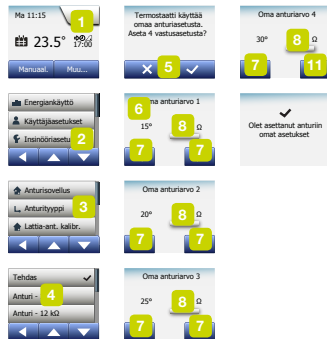 Ma 11:15
1
23.5°
17:00
Manuaal.
Muu...
Energiankäyttö
Käyttäjäasetukset
Insinööriasetu
2
Anturisovellus
Anturityyppi
3
Lattia-ant. kalibr.
Tehdas
Anturi -
4
Anturi - 12 kΩ
Termostaatti käyttää
omaa anturiasetusta.
Aseta 4 vastusasetusta?
5
6
ma anturiarvo 1
15°
8
Ω
7
7
Oma anturiarvo 2
20°
8
Ω
7
7
Oma anturiarvo 3
25°
8
Ω
7
7
Oma anturiarvo 4
30°
8
Ω
7
11
Olet asettanut anturiin
omat asetukset